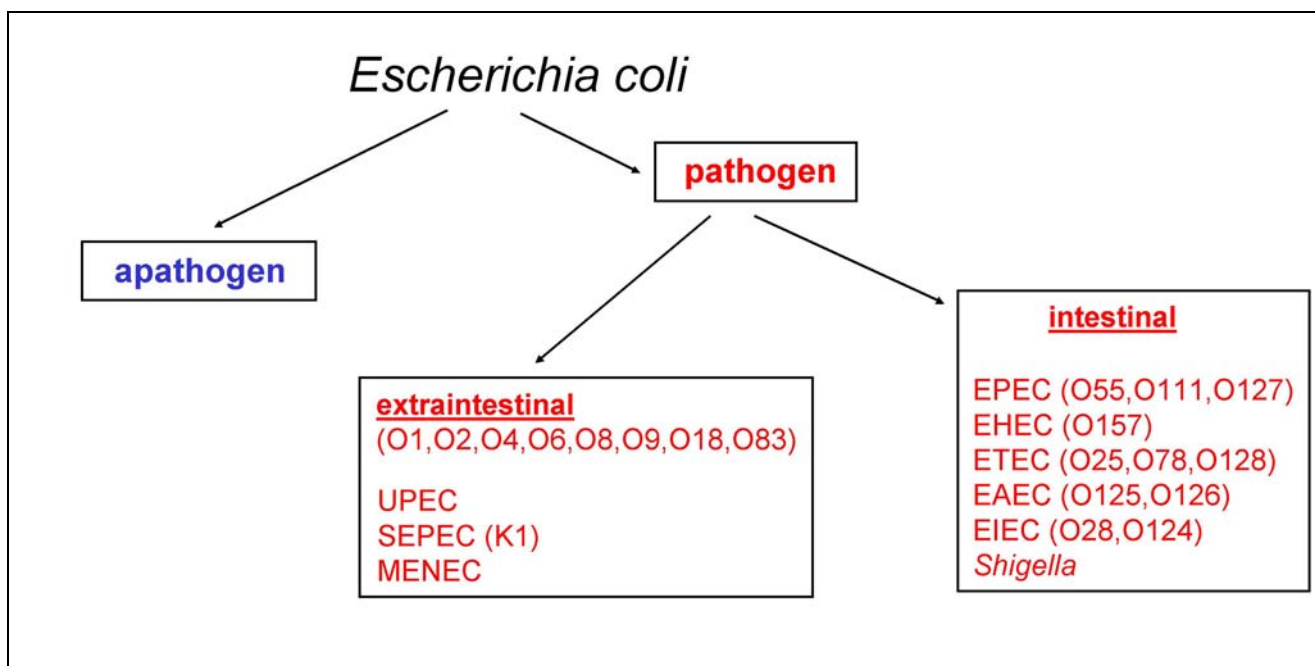 Escherichia coli
pathogen
apathogen
extraintestinal
(O1,O2,O4,O6,O8,O9,O18,O83)
UPEC
SEPEC (K1)
MENEC
intestinal
EPEC (O55,O111,O127)
EHEC (O157)
ETEC (O25,O78,O128)
EAEC (O125,O126)
EIEC (O28,O124)
Shigella